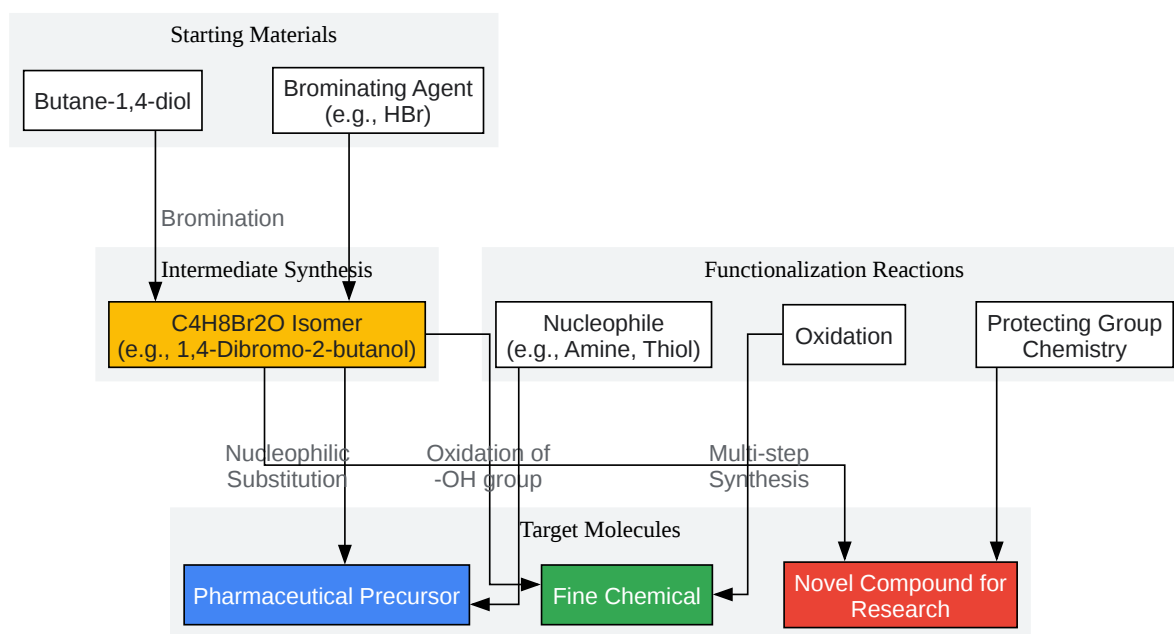 Starting Materials
Butane-1,4-diol
Brominating Agent
(e.g., HBr)
Bromination
Intermediate Synthesis
C4H8Br2O Isomer
(e.g., 1,4-Dibromo-2-butanol)
Functionalization Reactions
Nucleophile
(e.g., Amine, Thiol)
Oxidation
Protecting Group
Chemistry
Nucleophilic
Substitution
Oxidation of
-OH group
Multi-step
Synthesis
Target Molecules
Pharmaceutical Precursor
Fine Chemical
Novel Compound for
Research